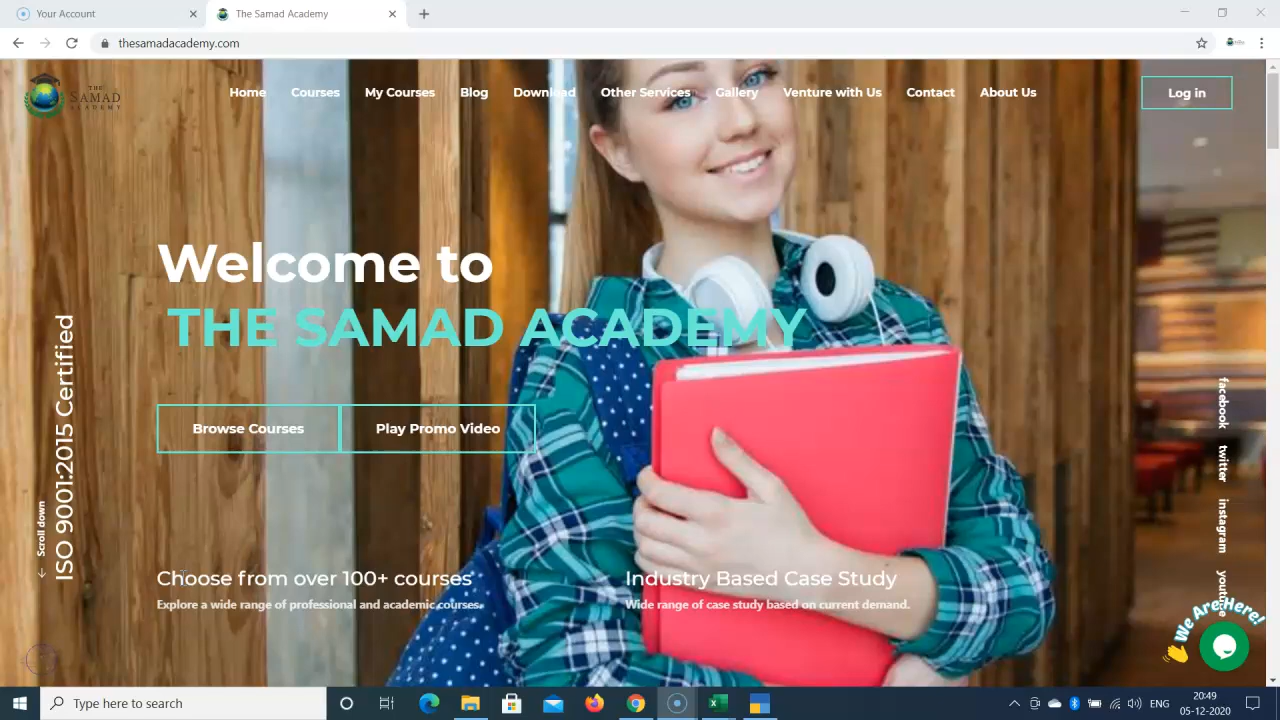 Your Account
The Samad Academy
thesamadacademy.com
THE
SAMAD
ACADEMY
Home
Courses
My Courses
Blog
Download
Other Services
Gallery
Venture with Us
Contact
About Us
Log in
Welcome to
THE SAMAD ACADEMY
Browse Courses
Play Promo Video
Scroll down
ISO 9001:2015 Certified
facebook
twitter
instagram
youtube
Choose from over 100+ courses
Explore a wide range of professional and academic courses.
Industry Based Case Study
Wide range of case study based on current demand.
We Are Here!
Type here to search
ENG
20:49
05-12-2020